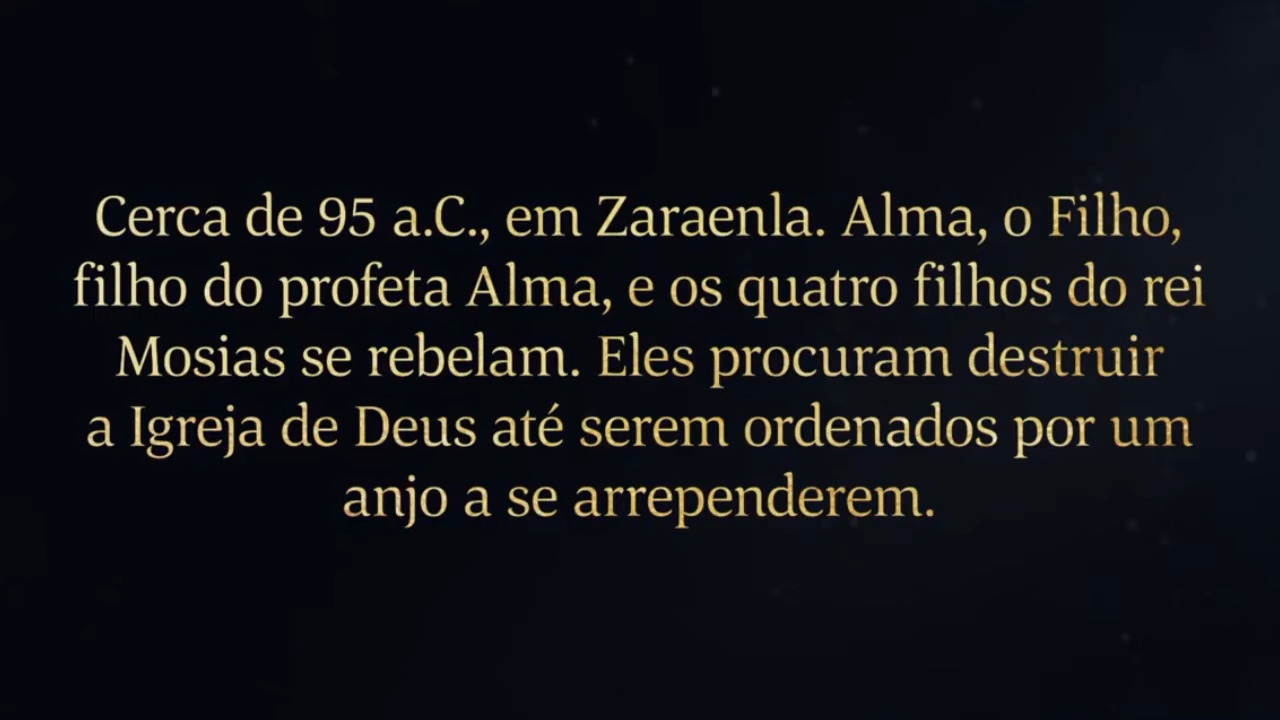 Cerca de 95 a.C., em Zaraenla. Alma, o Filho,
filho do profeta Alma, e os quatro filhos do rei
Mosias se rebelam. Eles procuram destruir
a Igreja de Deus até serem ordenados por um
anjo a se arrependerem.